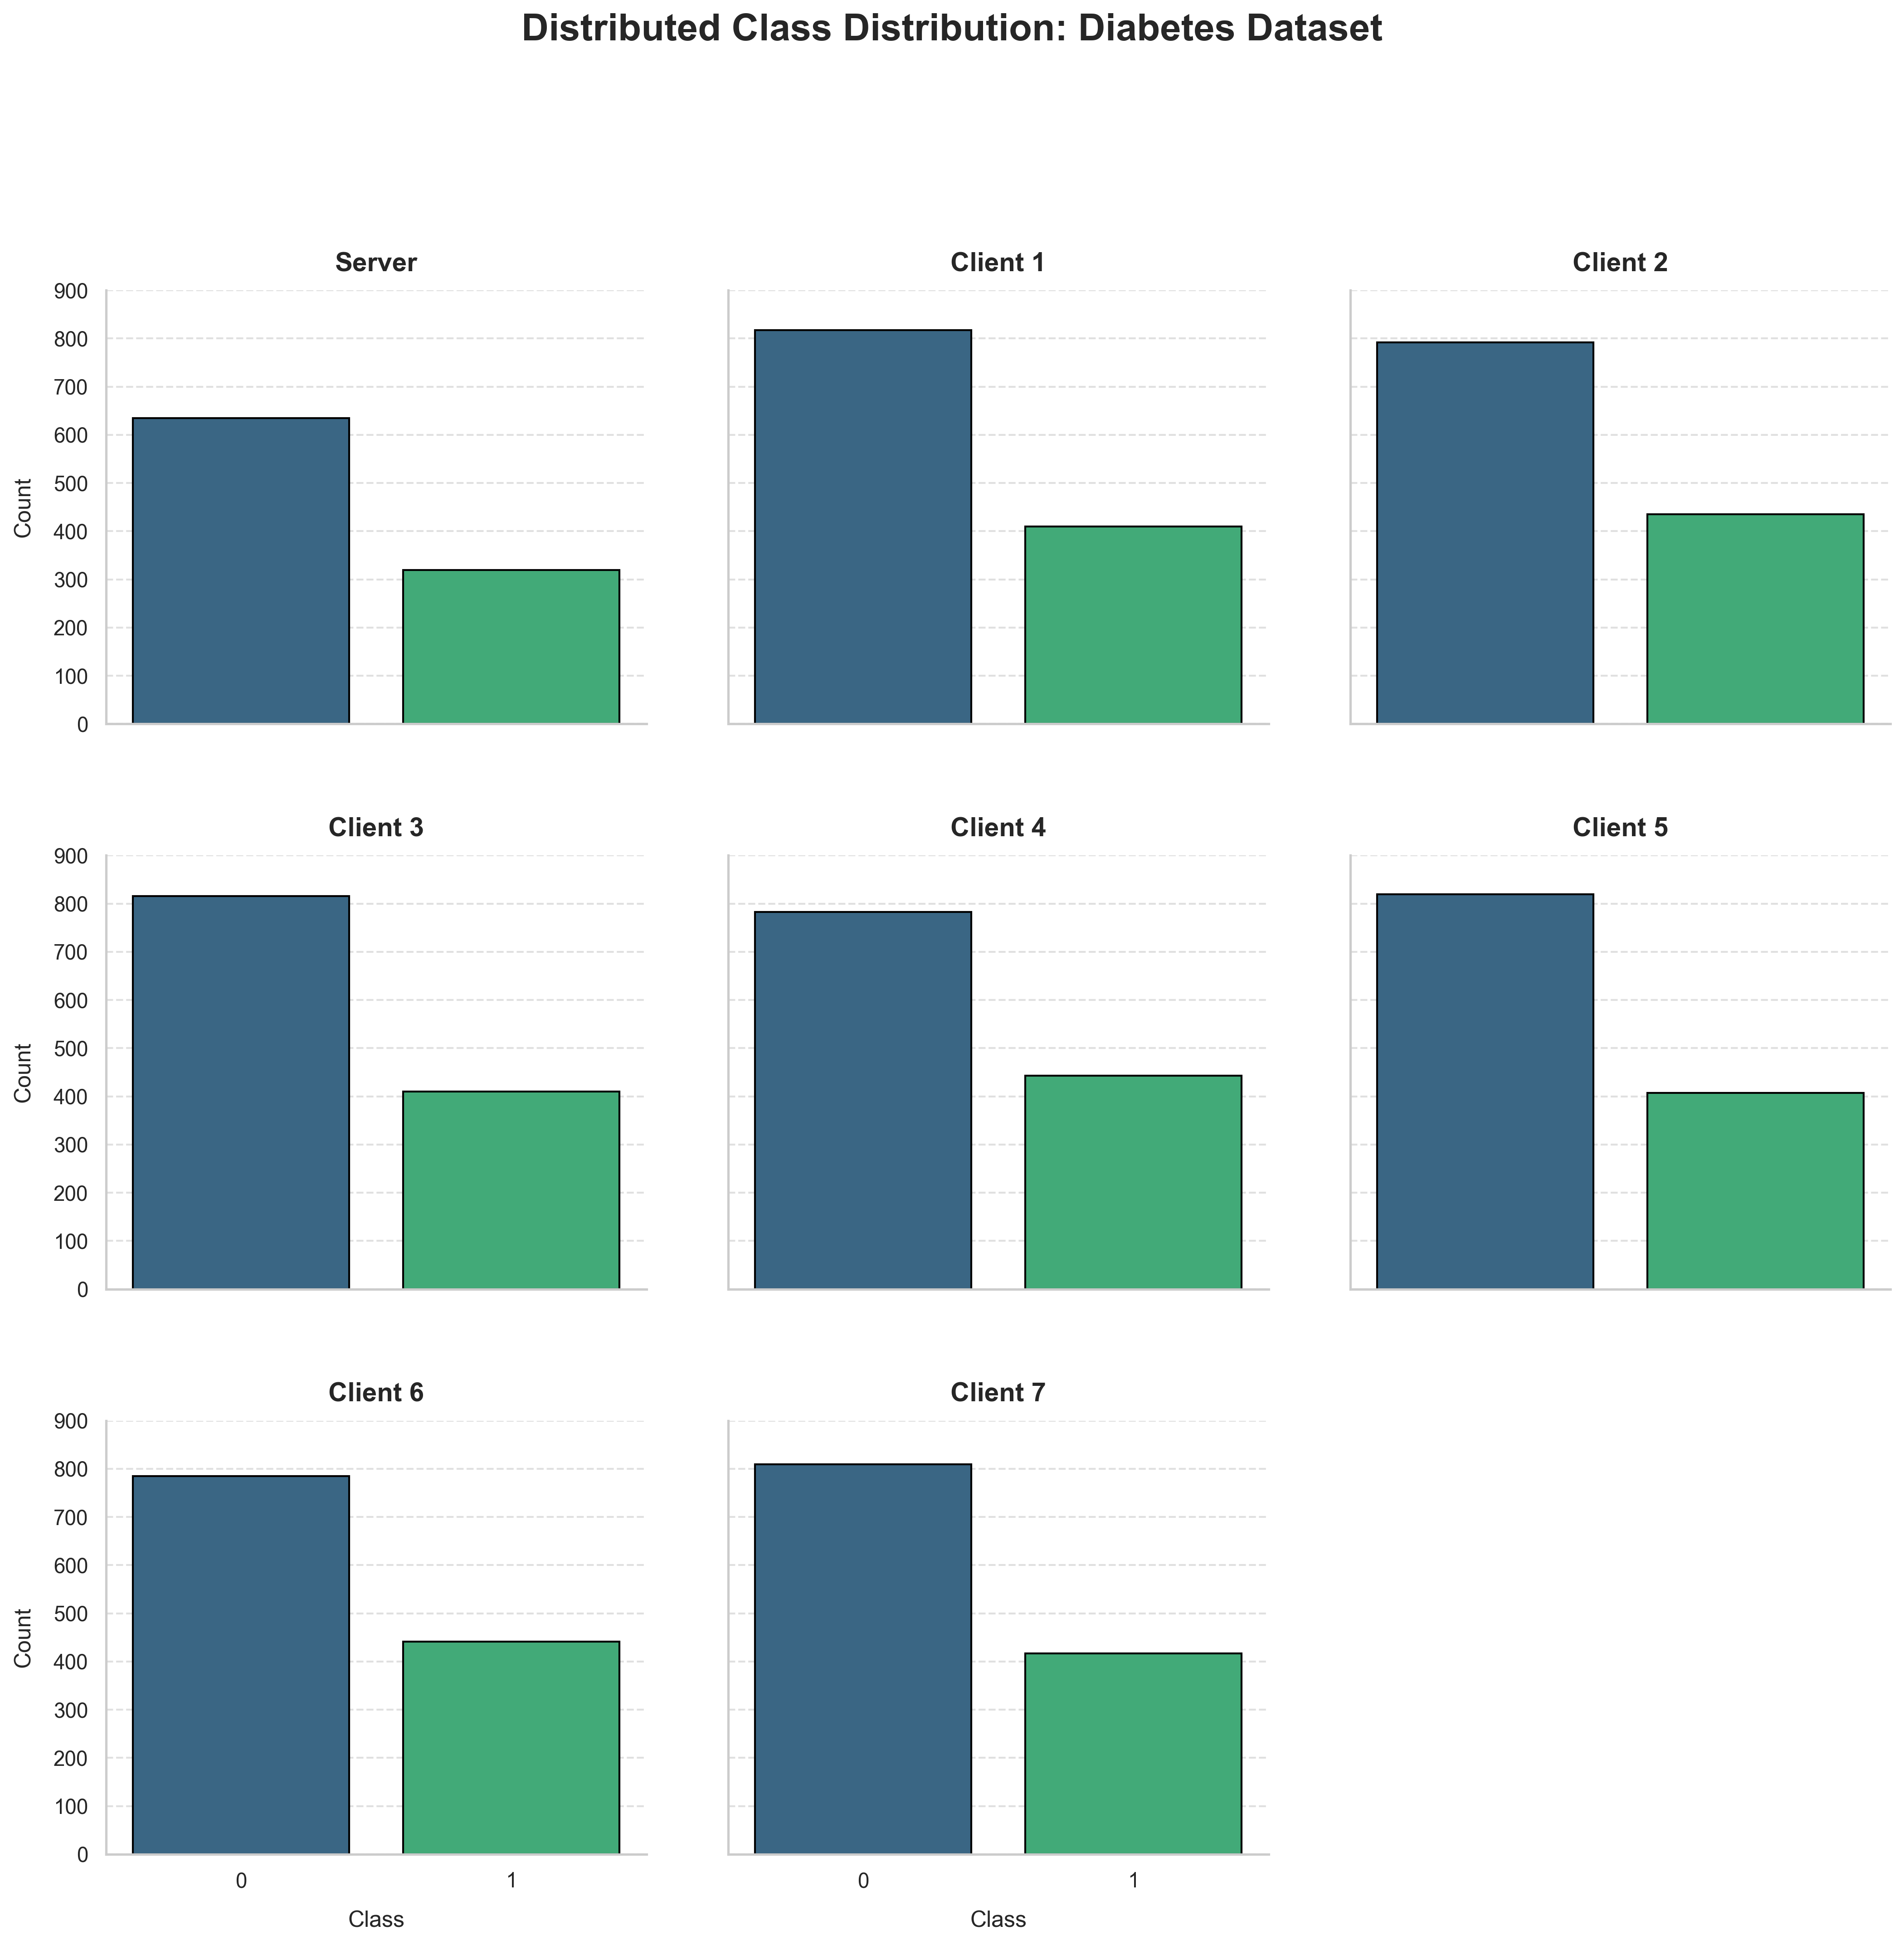 Distributed Class Distribution: Diabetes Dataset
Server
Client 1
Client 2
900
800
700
600
500
400
300
200
100
0
Count
Client 3
Client 4
Client 5
900
800
700
600
500
400
300
200
100
0
Count
Client 6
Client 7
900
800
700
600
500
400
300
200
100
0
Count
0 1
0 1
Class
Class